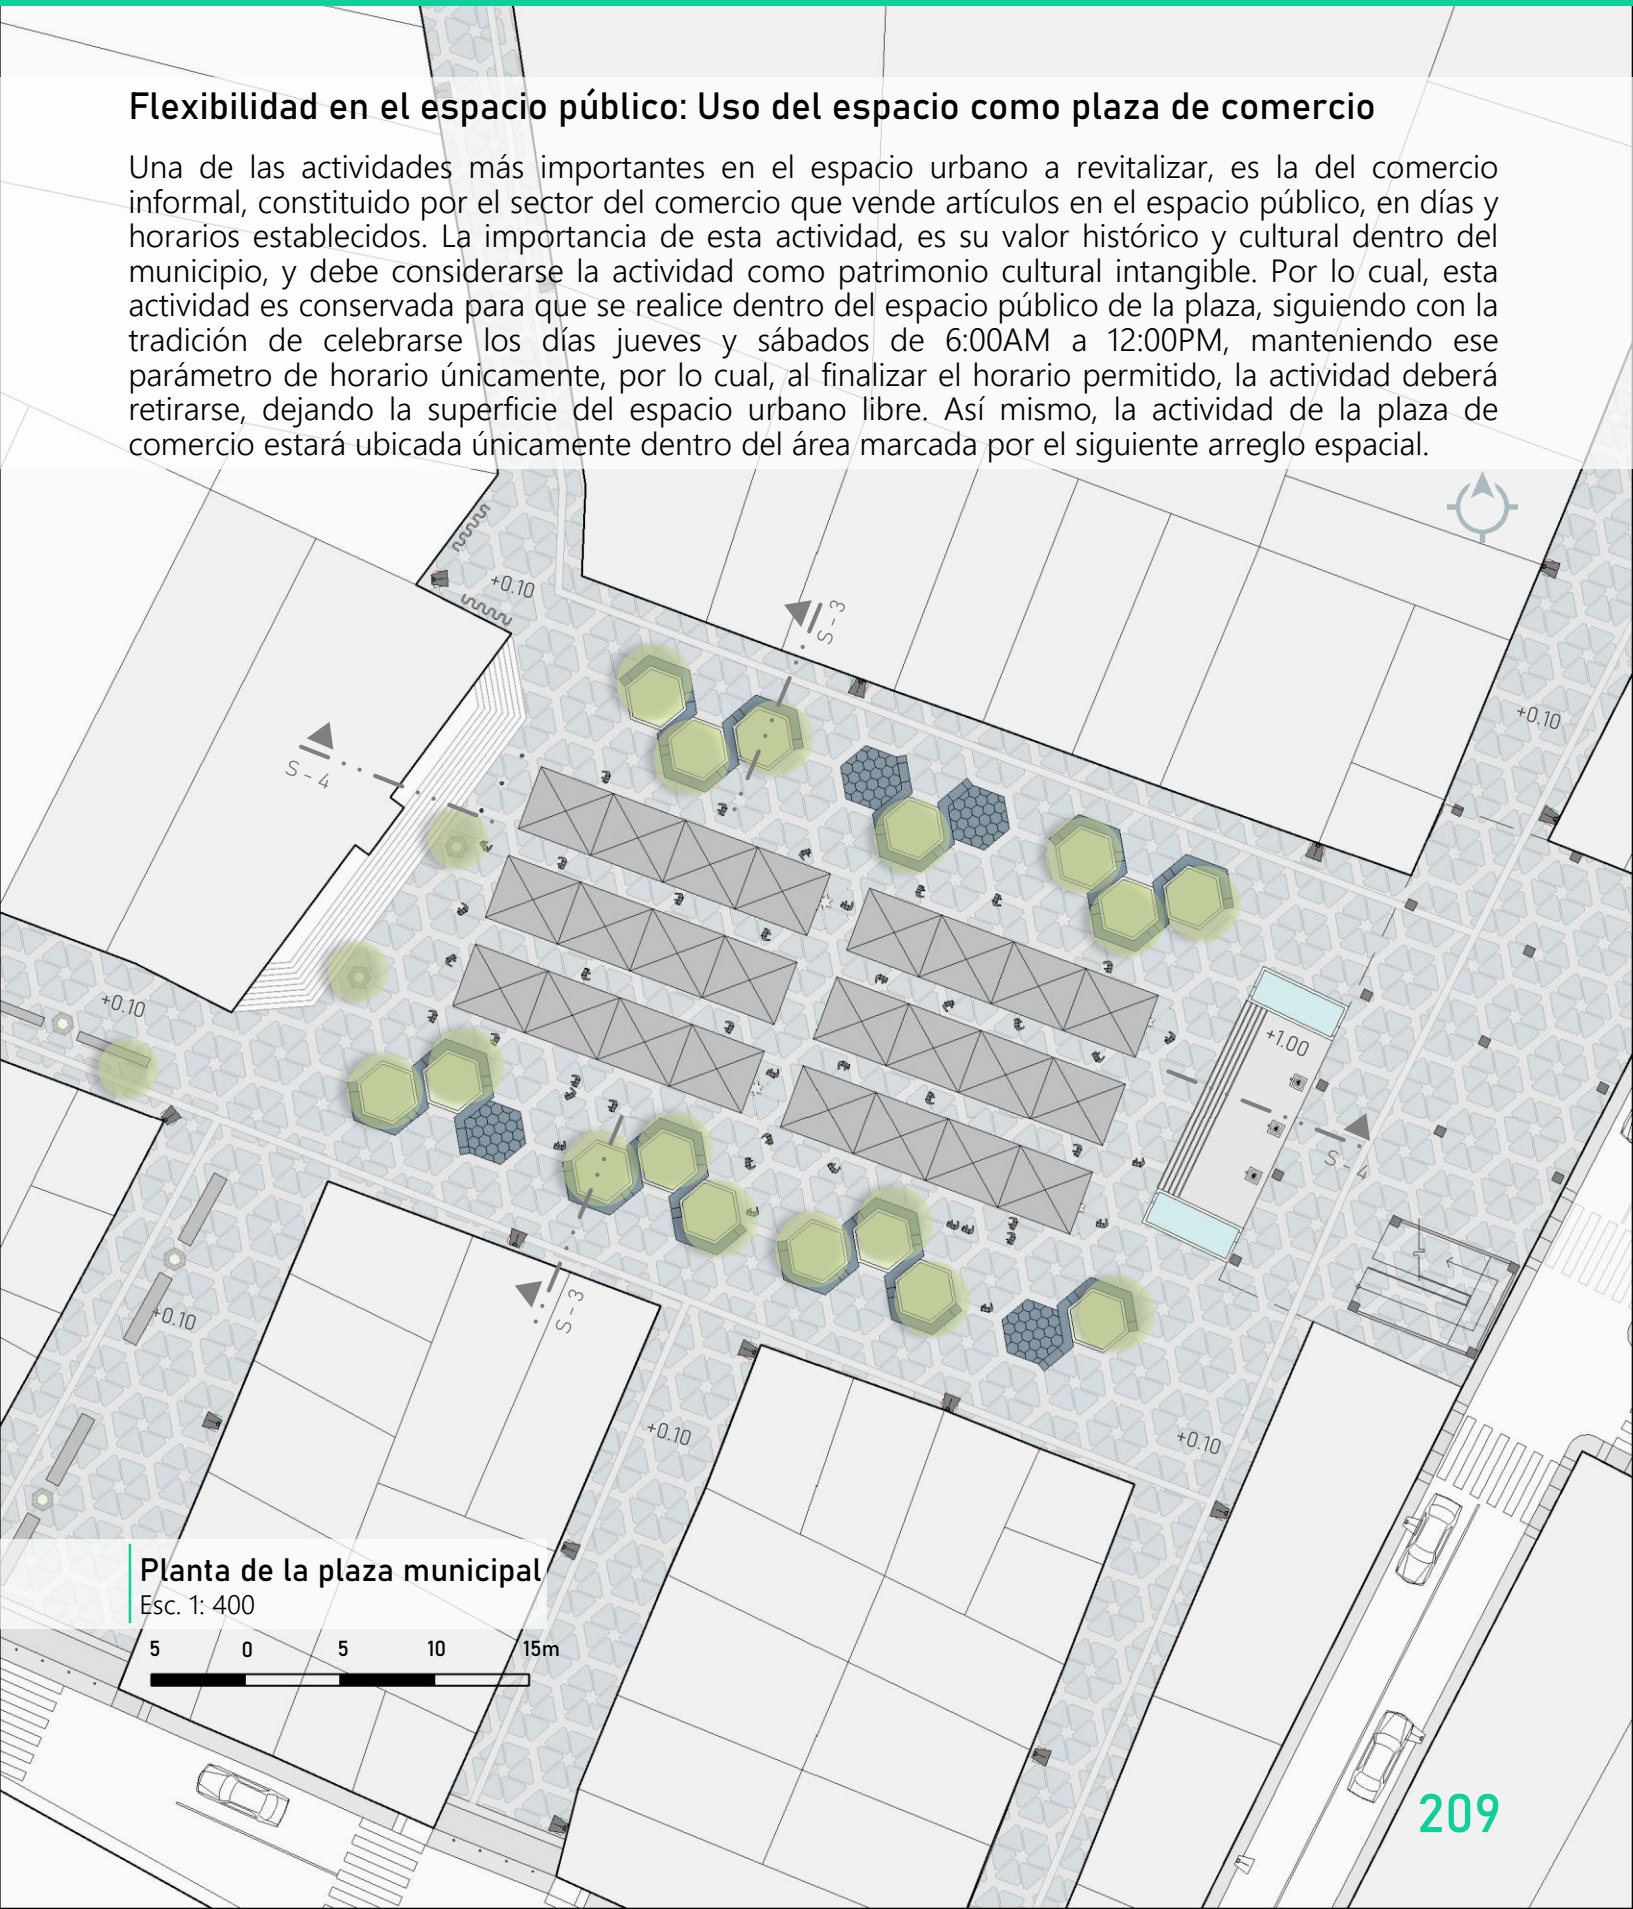 Flexibilidad en el espacio público: Uso del espacio como plaza de comercio
Una de las actividades más importantes en el espacio urbano a revitalizar, es la del comercio
informal, constituido por el sector del comercio que vende artículos en el espacio público, en días y
horarios establecidos. La importancia de esta actividad, es su valor histórico y cultural dentro del
municipio, y debe considerarse la actividad como patrimonio cultural intangible. Por lo cual, esta
actividad es conservada para que se realice dentro del espacio público de la plaza, siguiendo con la
tradición de celebrarse los días jueves y sábados de 6:00AM a 12:00PM, manteniendo ese
parámetro de horario únicamente, por lo cual, al finalizar el horario permitido, la actividad deberá
retirarse, dejando la superficie del espacio urbano libre. Así mismo, la actividad de la plaza de
comercio estará ubicada únicamente dentro del área marcada por el siguiente arreglo espacial.
+0.10
S - 3
+0.10
S - 4
+0.10
+1.00
S - 4
+0.10
S - 3
+0.10
+0.10
Planta de la plaza municipal
Esc. 1: 400
5 0 5 10 15m
209